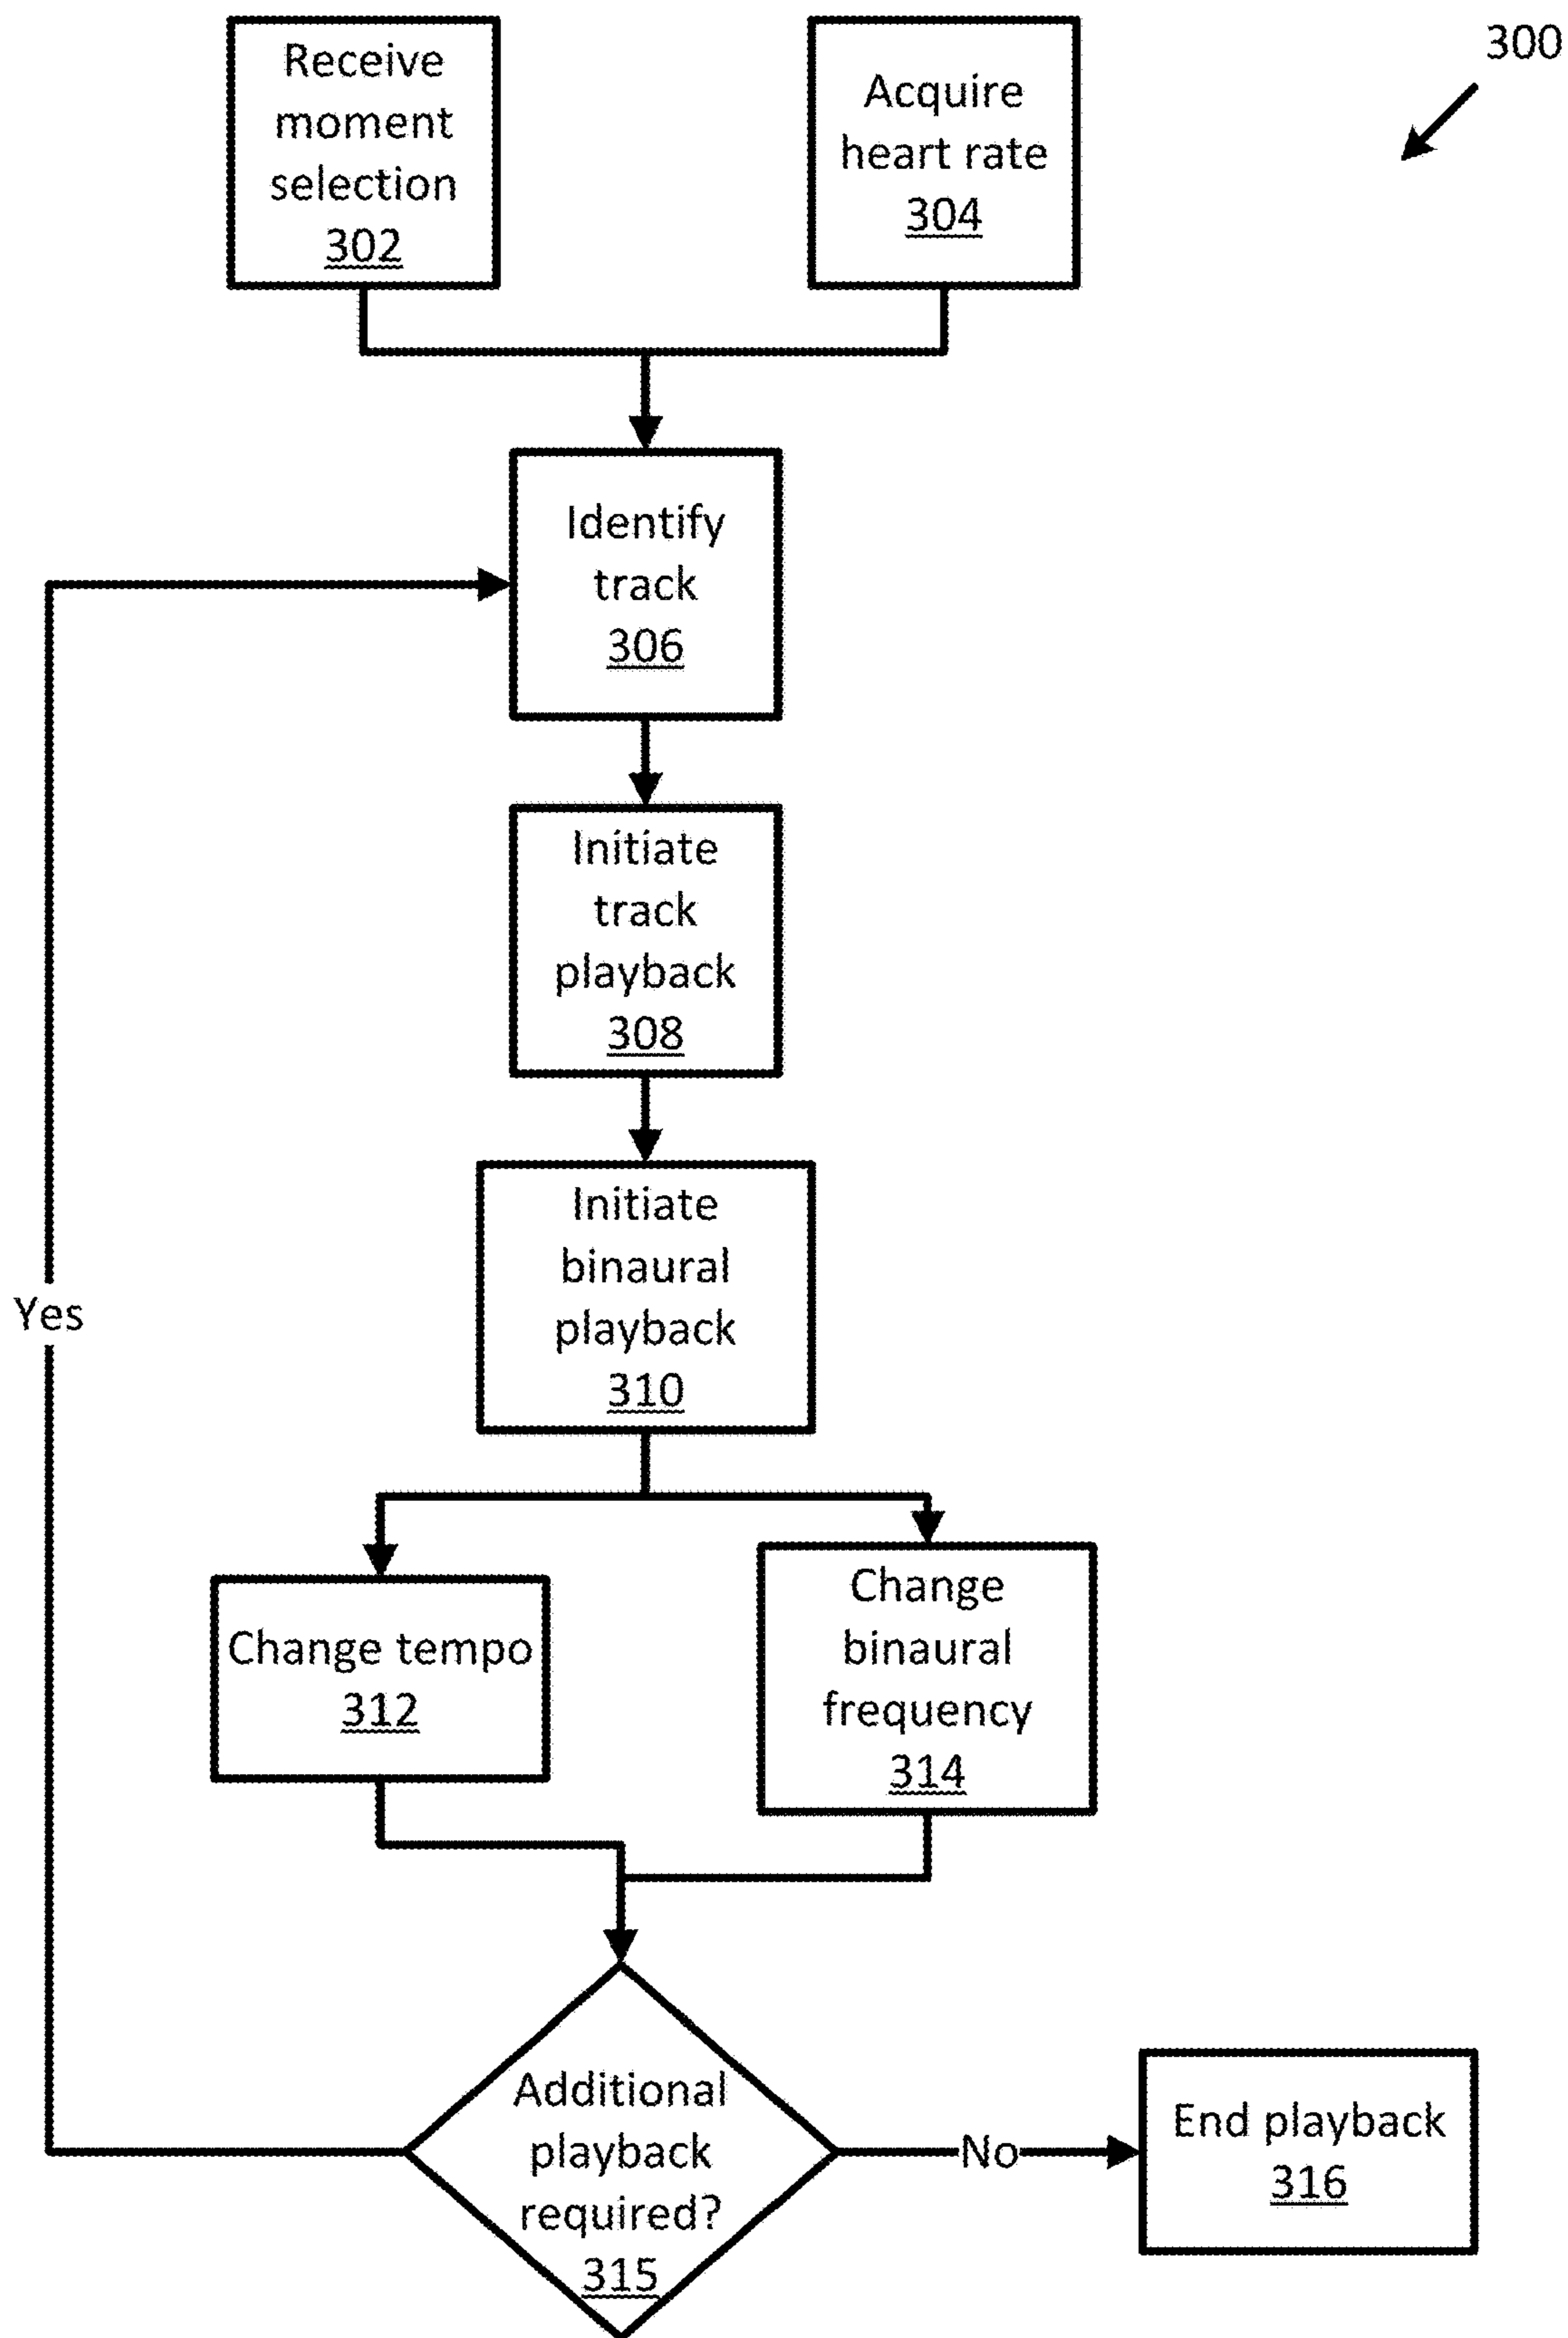 300
Receive
moment
selection
302
Acquire
heart rate
304
Identify
track
306
Initiate
track
playback
308
Initiate
binaural
playback
310
Yes
Change tempo
312
Change
binaural
frequency
314
Additional
playback
required?
315
No
End playback
316